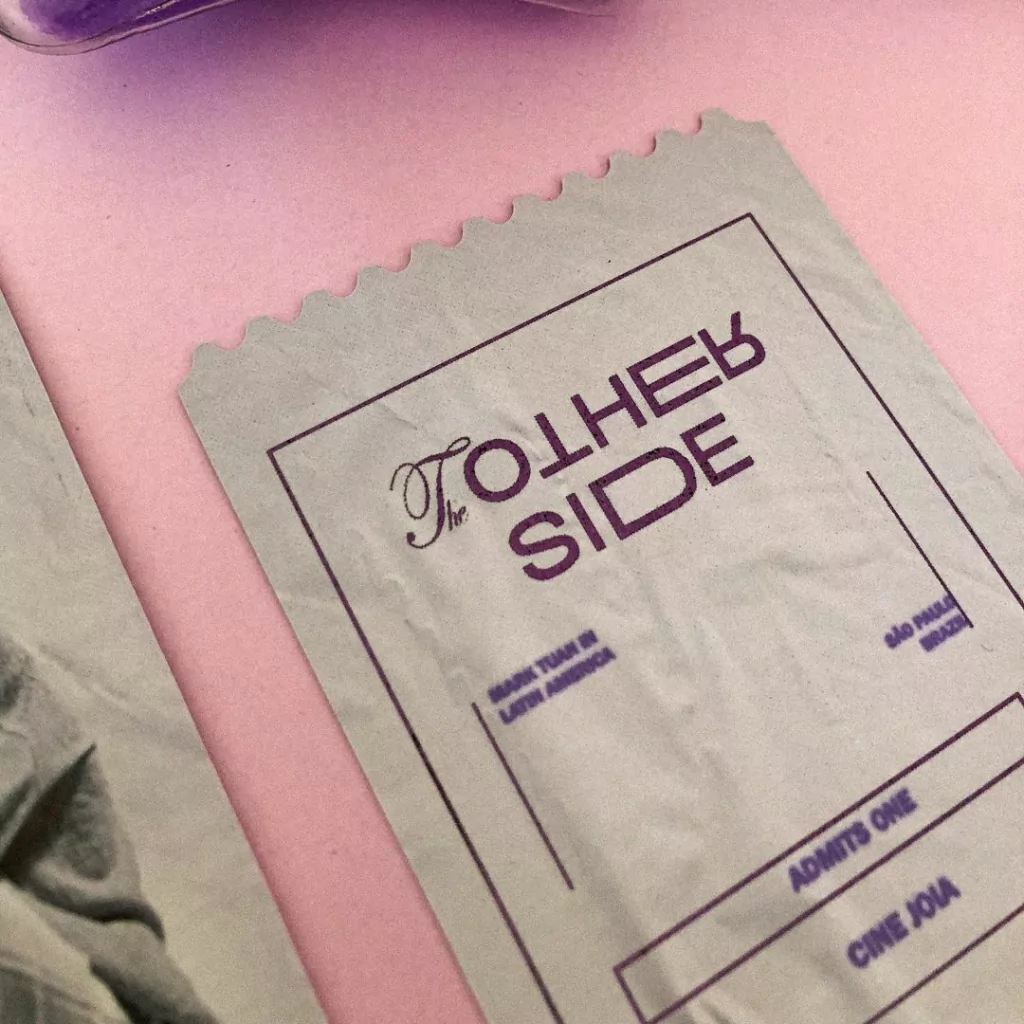 The OTHER
SIDE
MARK TUAN IN
LATIN AMERICA
SÃO PAULO
BRAZIL
ADMITS ONE
CINE JOIA